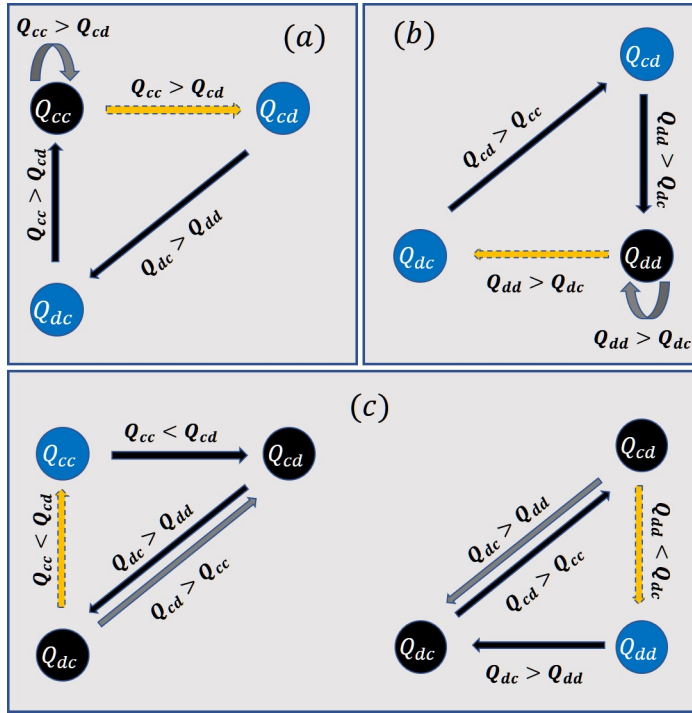 (a)
Q_cc > Q_cd
Q_cc
Q_cc > Q_cd
Q_cd
Q_cc > Q_cd
Q_dc > Q_dd
Q_dc
(b)
Q_cd
Q_cd > Q_cc
Q_dd > Q_dc
Q_dc
Q_dd
Q_dd > Q_dc
Q_dd > Q_dc
(c)
Q_cc
Q_cc < Q_cd
Q_cd
Q_cc < Q_cd
Q_dc > Q_dd
Q_cd > Q_cc
Q_dc
Q_cd
Q_dc > Q_dd
Q_cd > Q_cc
Q_dd < Q_dc
Q_dc
Q_dd
Q_dc > Q_dd